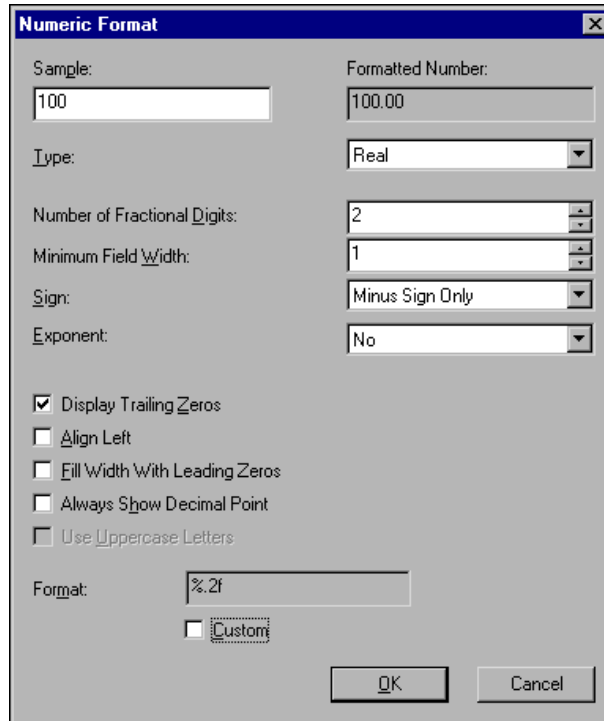 Numeric Format
Sample:
Formatted Number:
100
100.00
Type:
Real
Number of Fractional Digits:
2
Minimum Field Width:
1
Sign:
Minus Sign Only
Exponent:
No
Display Trailing Zeros
Align Left
Fill Width With Leading Zeros
Always Show Decimal Point
Use Uppercase Letters
Format:
%.2f
Custom
OK
Cancel